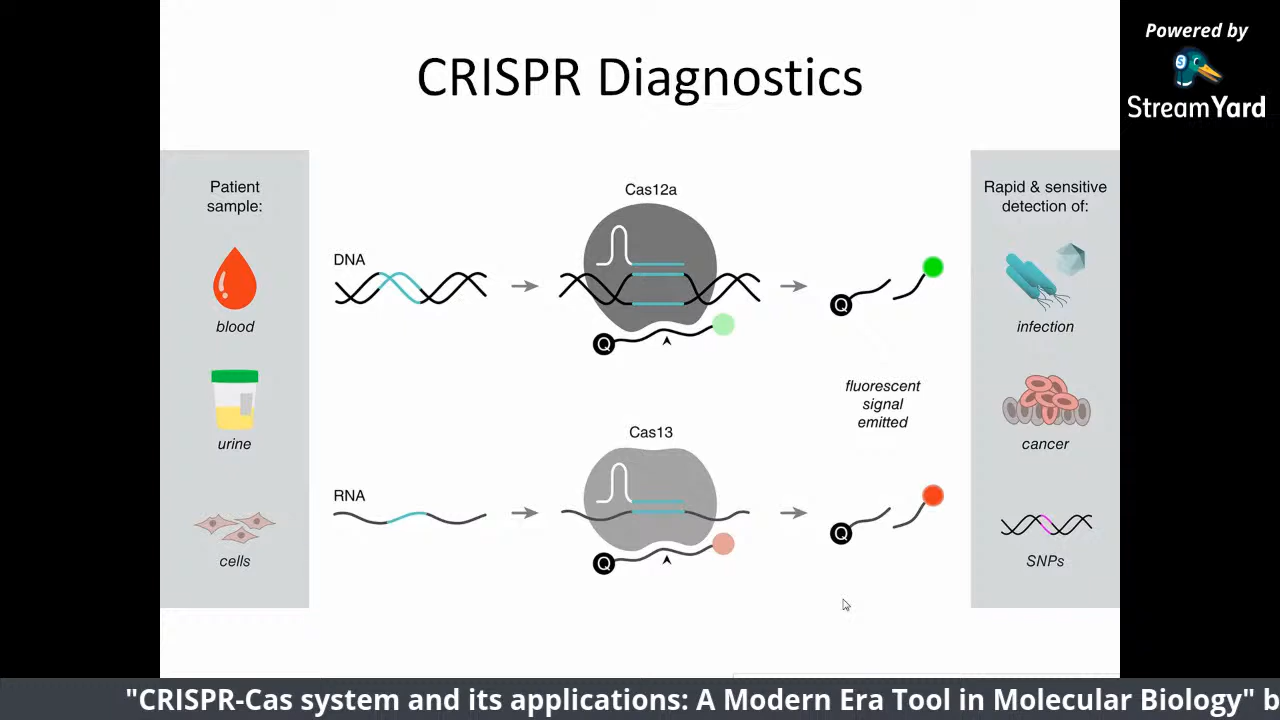 Powered by
StreamYard
CRISPR Diagnostics
Patient
sample:
blood
urine
cells
DNA
Cas12a
Q
Q
fluorescent
signal
emitted
RNA
Cas13
Q
Q
Rapid & sensitive
detection of:
infection
cancer
SNPs
"CRISPR-Cas system and its applications: A Modern Era Tool in Molecular Biology" b